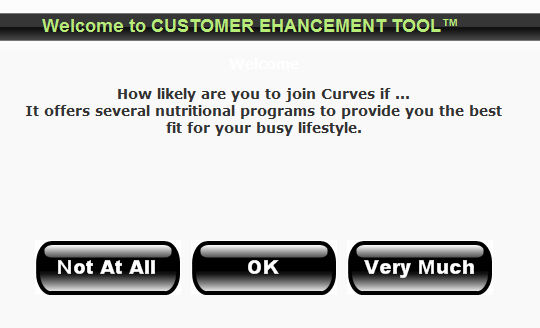 Welcome to CUSTOMER EHANCEMENT TOOL™
Welcome
How likely are you to join Curves if ...
It offers several nutritional programs to provide you the best
fit for your busy lifestyle.
Not At All
OK
Very Much